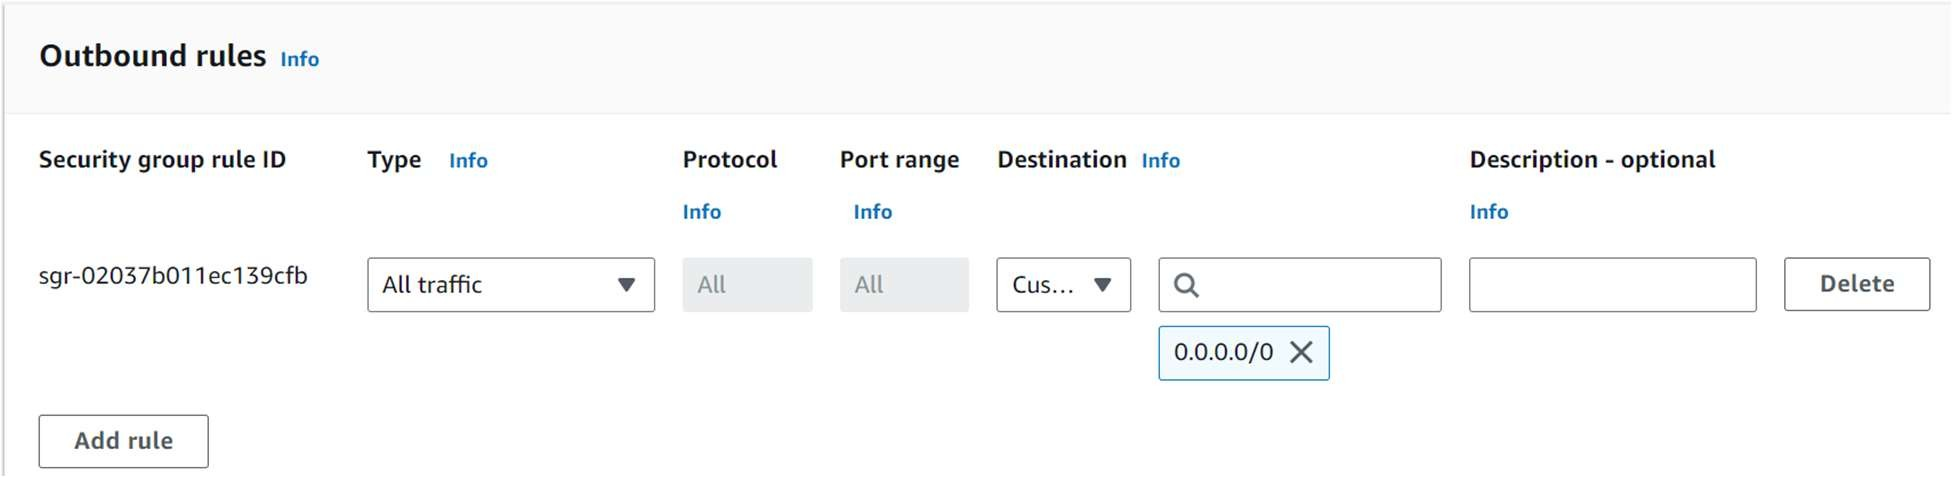 Outbound rules Info
Security group rule ID Type Info Protocol Port range Destination Info Description - optional
Info Info Info
sgr-02037b011ec139cfb All traffic All All Cus... Delete
0.0.0.0/0
Add rule